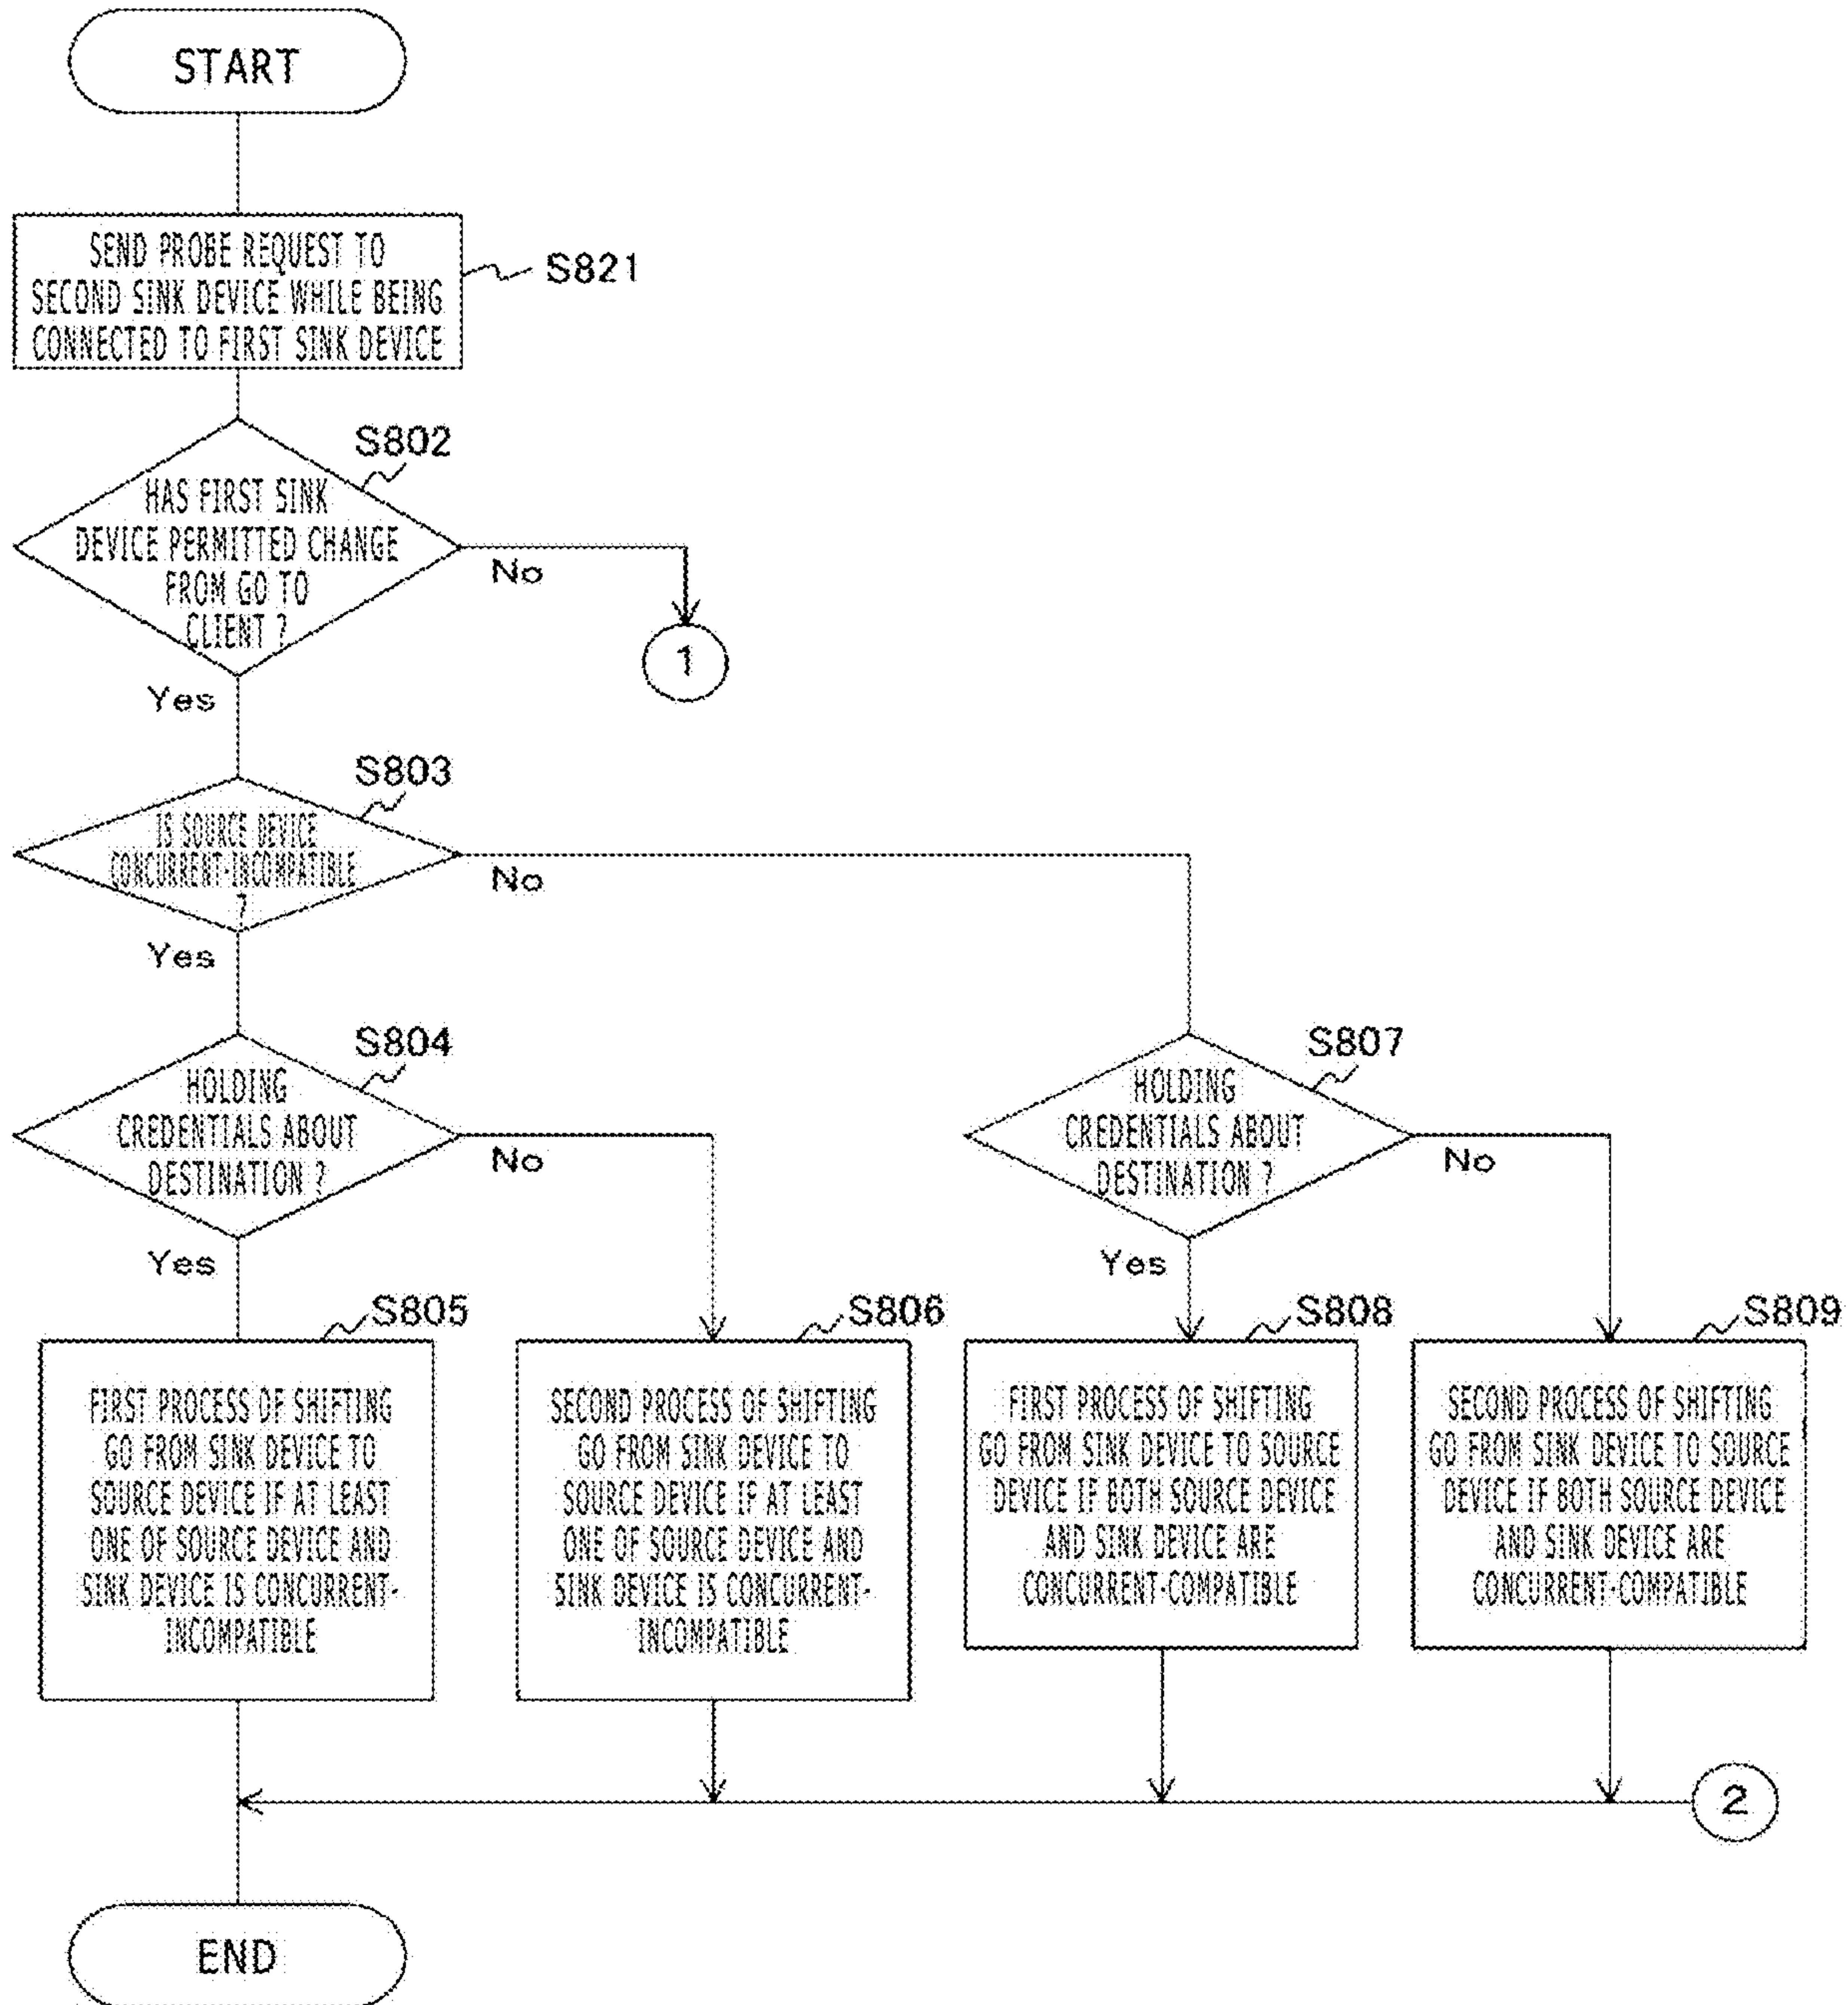 START
SEND PROBE REQUEST TO
SECOND SINK DEVICE WHILE BEING
CONNECTED TO FIRST SINK DEVICE
S821
S802
HAS FIRST SINK
DEVICE PERMITTED CHANGE
FROM GO TO
CLIENT ?
No
1
Yes
S803
IS SOURCE DEVICE
CONCURRENT-INCOMPATIBLE
?
No
Yes
S804
HOLDING
CREDENTIALS ABOUT
DESTINATION ?
No
Yes
S807
HOLDING
CREDENTIALS ABOUT
DESTINATION ?
No
Yes
S805
FIRST PROCESS OF SHIFTING
GO FROM SINK DEVICE TO
SOURCE DEVICE IF AT LEAST
ONE OF SOURCE DEVICE AND
SINK DEVICE IS CONCURRENT-
INCOMPATIBLE
S806
SECOND PROCESS OF SHIFTING
GO FROM SINK DEVICE TO
SOURCE DEVICE IF AT LEAST
ONE OF SOURCE DEVICE AND
SINK DEVICE IS CONCURRENT-
INCOMPATIBLE
S808
FIRST PROCESS OF SHIFTING
GO FROM SINK DEVICE TO SOURCE
DEVICE IF BOTH SOURCE DEVICE
AND SINK DEVICE ARE
CONCURRENT-COMPATIBLE
S809
SECOND PROCESS OF SHIFTING
GO FROM SINK DEVICE TO SOURCE
DEVICE IF BOTH SOURCE DEVICE
AND SINK DEVICE ARE
CONCURRENT-COMPATIBLE
2
END